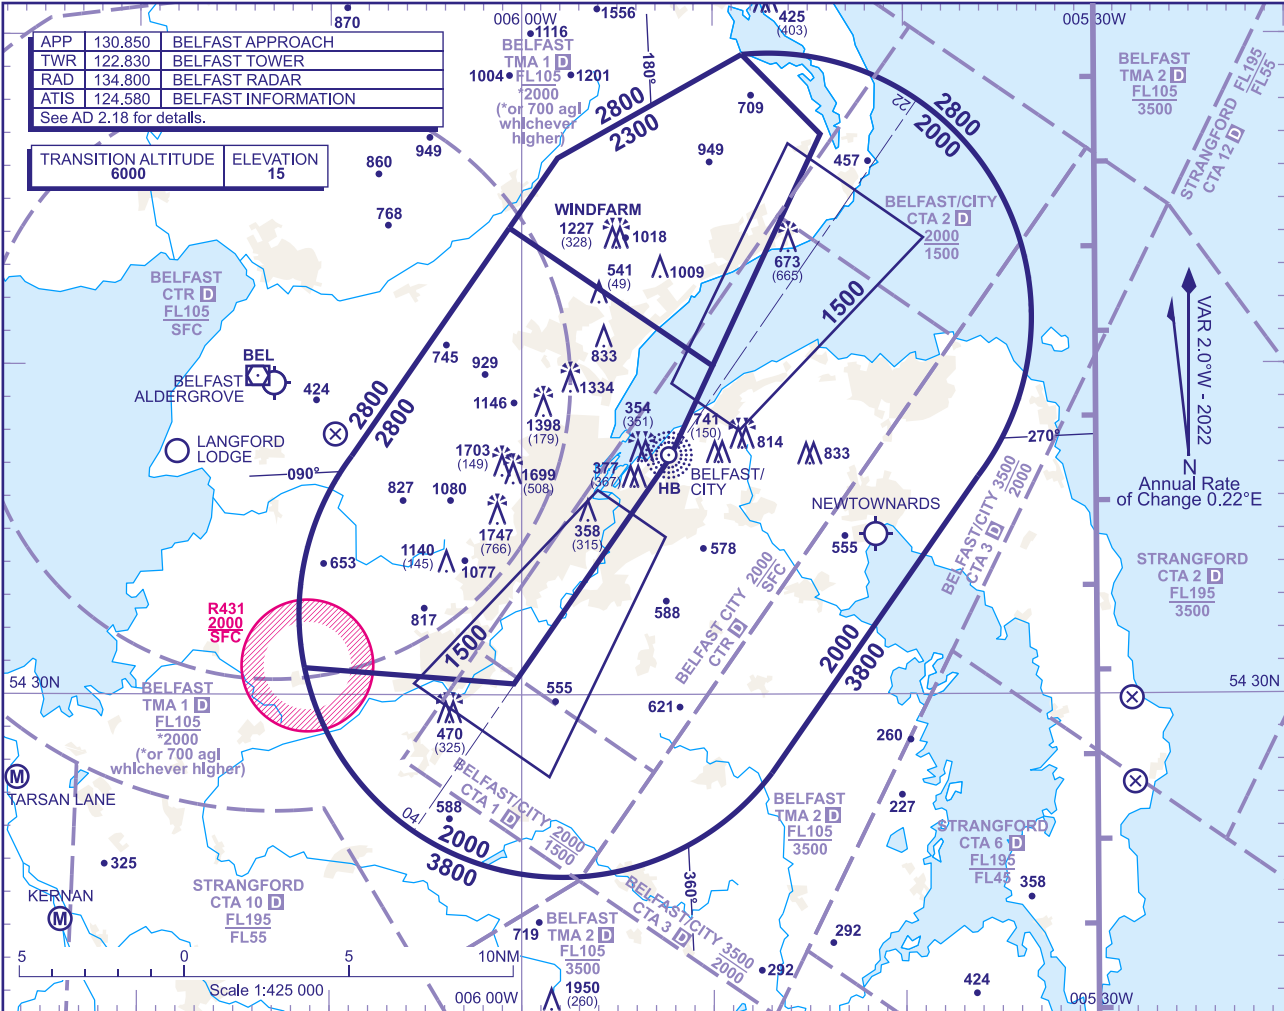 APP 130.850 BELFAST APPROACH
TWR 122.830 BELFAST TOWER
RAD 134.800 BELFAST RADAR
ATIS 124.580 BELFAST INFORMATION
See AD 2.18 for details.
TRANSITION ALTITUDE
6000
ELEVATION
15
870
006 00W
1556
1116
BELFAST
TMA 1 D
FL105
*2000
(*or 700 agl
whichever
higher)
1004
1201
180°
425
(403)
005 30W
BELFAST
TMA 2 D
FL105
3500
FL195
FL55
STRANGFORD
CTA 12 D
2800
2300
709
22
2800
2000
949
860
768
949
457
WINDFARM
1227
(328)
1018
541
(49)
1009
673
(665)
BELFAST/CITY
CTA 2 D
2000
1500
1500
BELFAST
CTR D
FL105
SFC
VAR 2.0°W - 2022
N
Annual Rate
of Change 0.22°E
BEL
BELFAST
ALDERGROVE
424
745
929
833
1334
2800
2800
1146
1398
(179)
354
(351)
741
(150)
814
833
270°
LANGFORD
LODGE
090°
1703
(149)
1699
(508)
377
(367)
HB
BELFAST/
CITY
827
1080
1747
(766)
358
(315)
NEWTOWNARDS
555
BELFAST/CITY 3500
2000
CTA 3 D
1140
(145)
1077
653
578
588
STRANGFORD
CTA 2 D
FL195
3500
R431
2000
SFC
817
1500
BELFAST CITY 2000
SFC
CTR D
2000
3800
54 30N
54 30N
BELFAST
TMA 1 D
FL105
*2000
(*or 700 agl
whichever higher)
555
621
470
(325)
260
TARSAN LANE
M
BELFAST/CITY 2000
1500
CTA 1 D
04
588
2000
3800
BELFAST
TMA 2 D
FL105
3500
227
STRANGFORD
CTA 6 D
FL195
FL45
358
325
KERNAN
M
STRANGFORD
CTA 10 D
FL195
FL55
360°
BELFAST/CITY 3500
2000
CTA 3 D
719
BELFAST
TMA 2 D
FL105
3500
292
292
424
5 0 5 10NM
Scale 1:425 000
006 00W
1950
(260)
005 30W